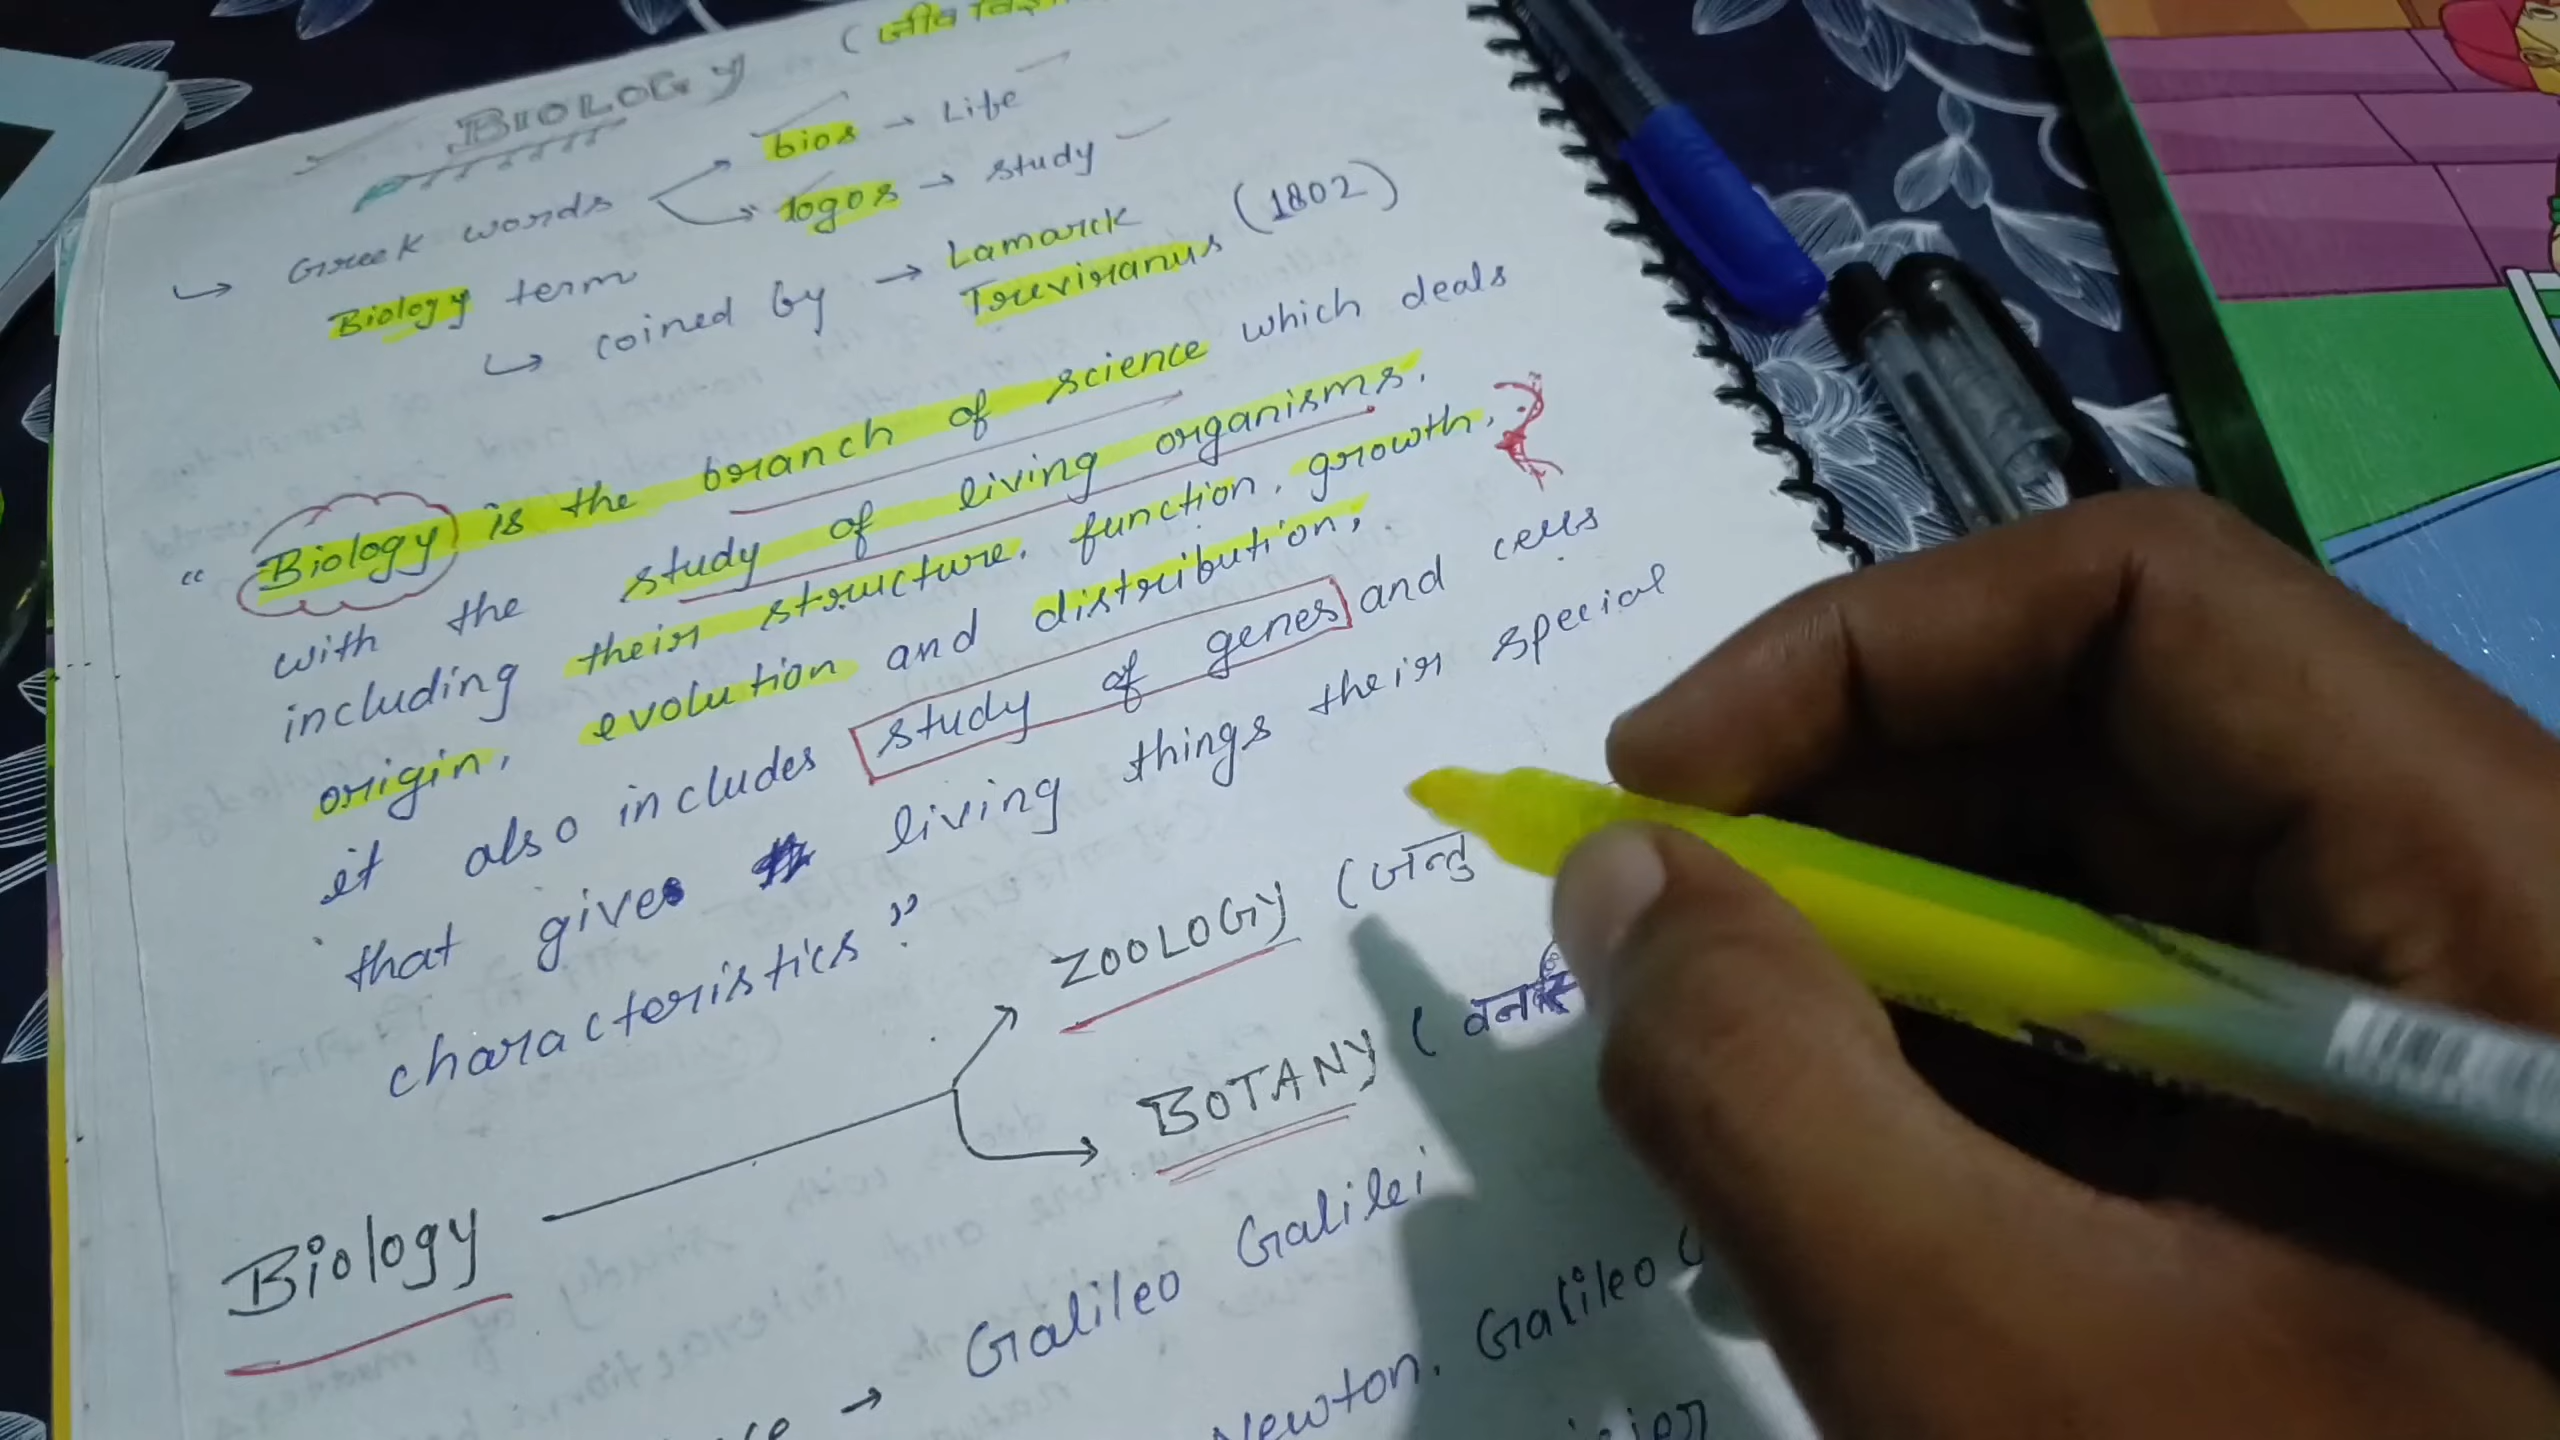 BIOLOGY (जीव
Greek words
bios → Life
logos → study
Biology term
coined by → Lamarck
Treviranus (1802)
"Biology is the branch of science which deals
with the study of living organisms.
including their structure, function, growth,
origin, evolution and distribution,
it also includes study of genes and cells
that gives living things their special
characteristics"
ZOOLOGY (जन्तु
Biology
BOTANY (
→ Galileo Galilei
Newton, Galileo